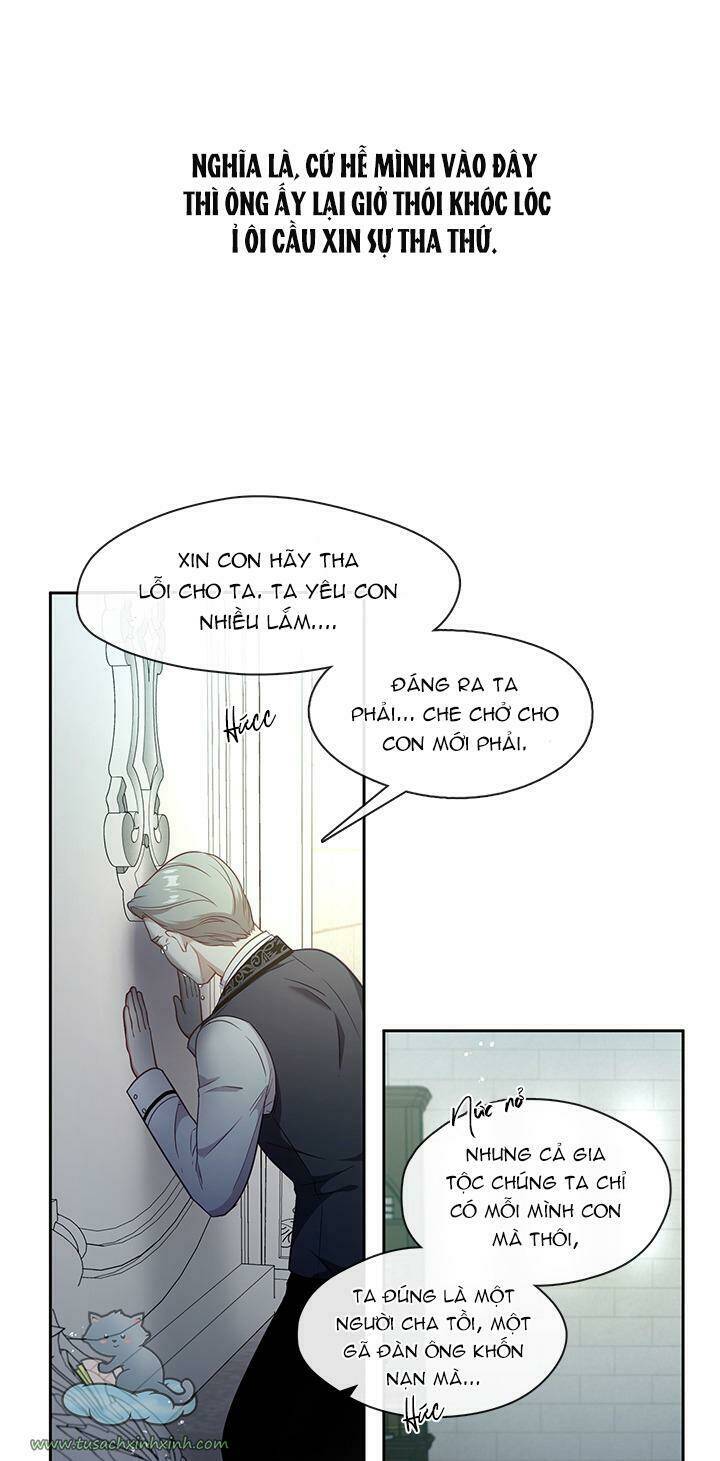 NGHĨA LÀ, CỨ HỄ MÌNH VÀO ĐÂY
THÌ ÔNG ẤY LẠI GIỞ THÓI KHÓC LÓC
Ỉ ÔI CẦU XIN SỰ THA THỨ.
XIN CON HÃY THA
LỖI CHO TA. TA YÊU CON
NHIỀU LẮM....
ĐÁNG RA TA
PHẢI... CHE CHỞ CHO
CON MỚI PHẢI.
Hứcc
Nức nở
NHƯNG CẢ GIA
TỘC CHÚNG TA CHỈ
CÓ MỖI MÌNH CON
MÀ THÔI,
TA ĐÚNG LÀ MỘT
NGƯỜI CHA TỒI, MỘT
GÃ ĐÀN ÔNG KHỐN
NẠN MÀ...
Hức
www.tusachxinhxinh.com